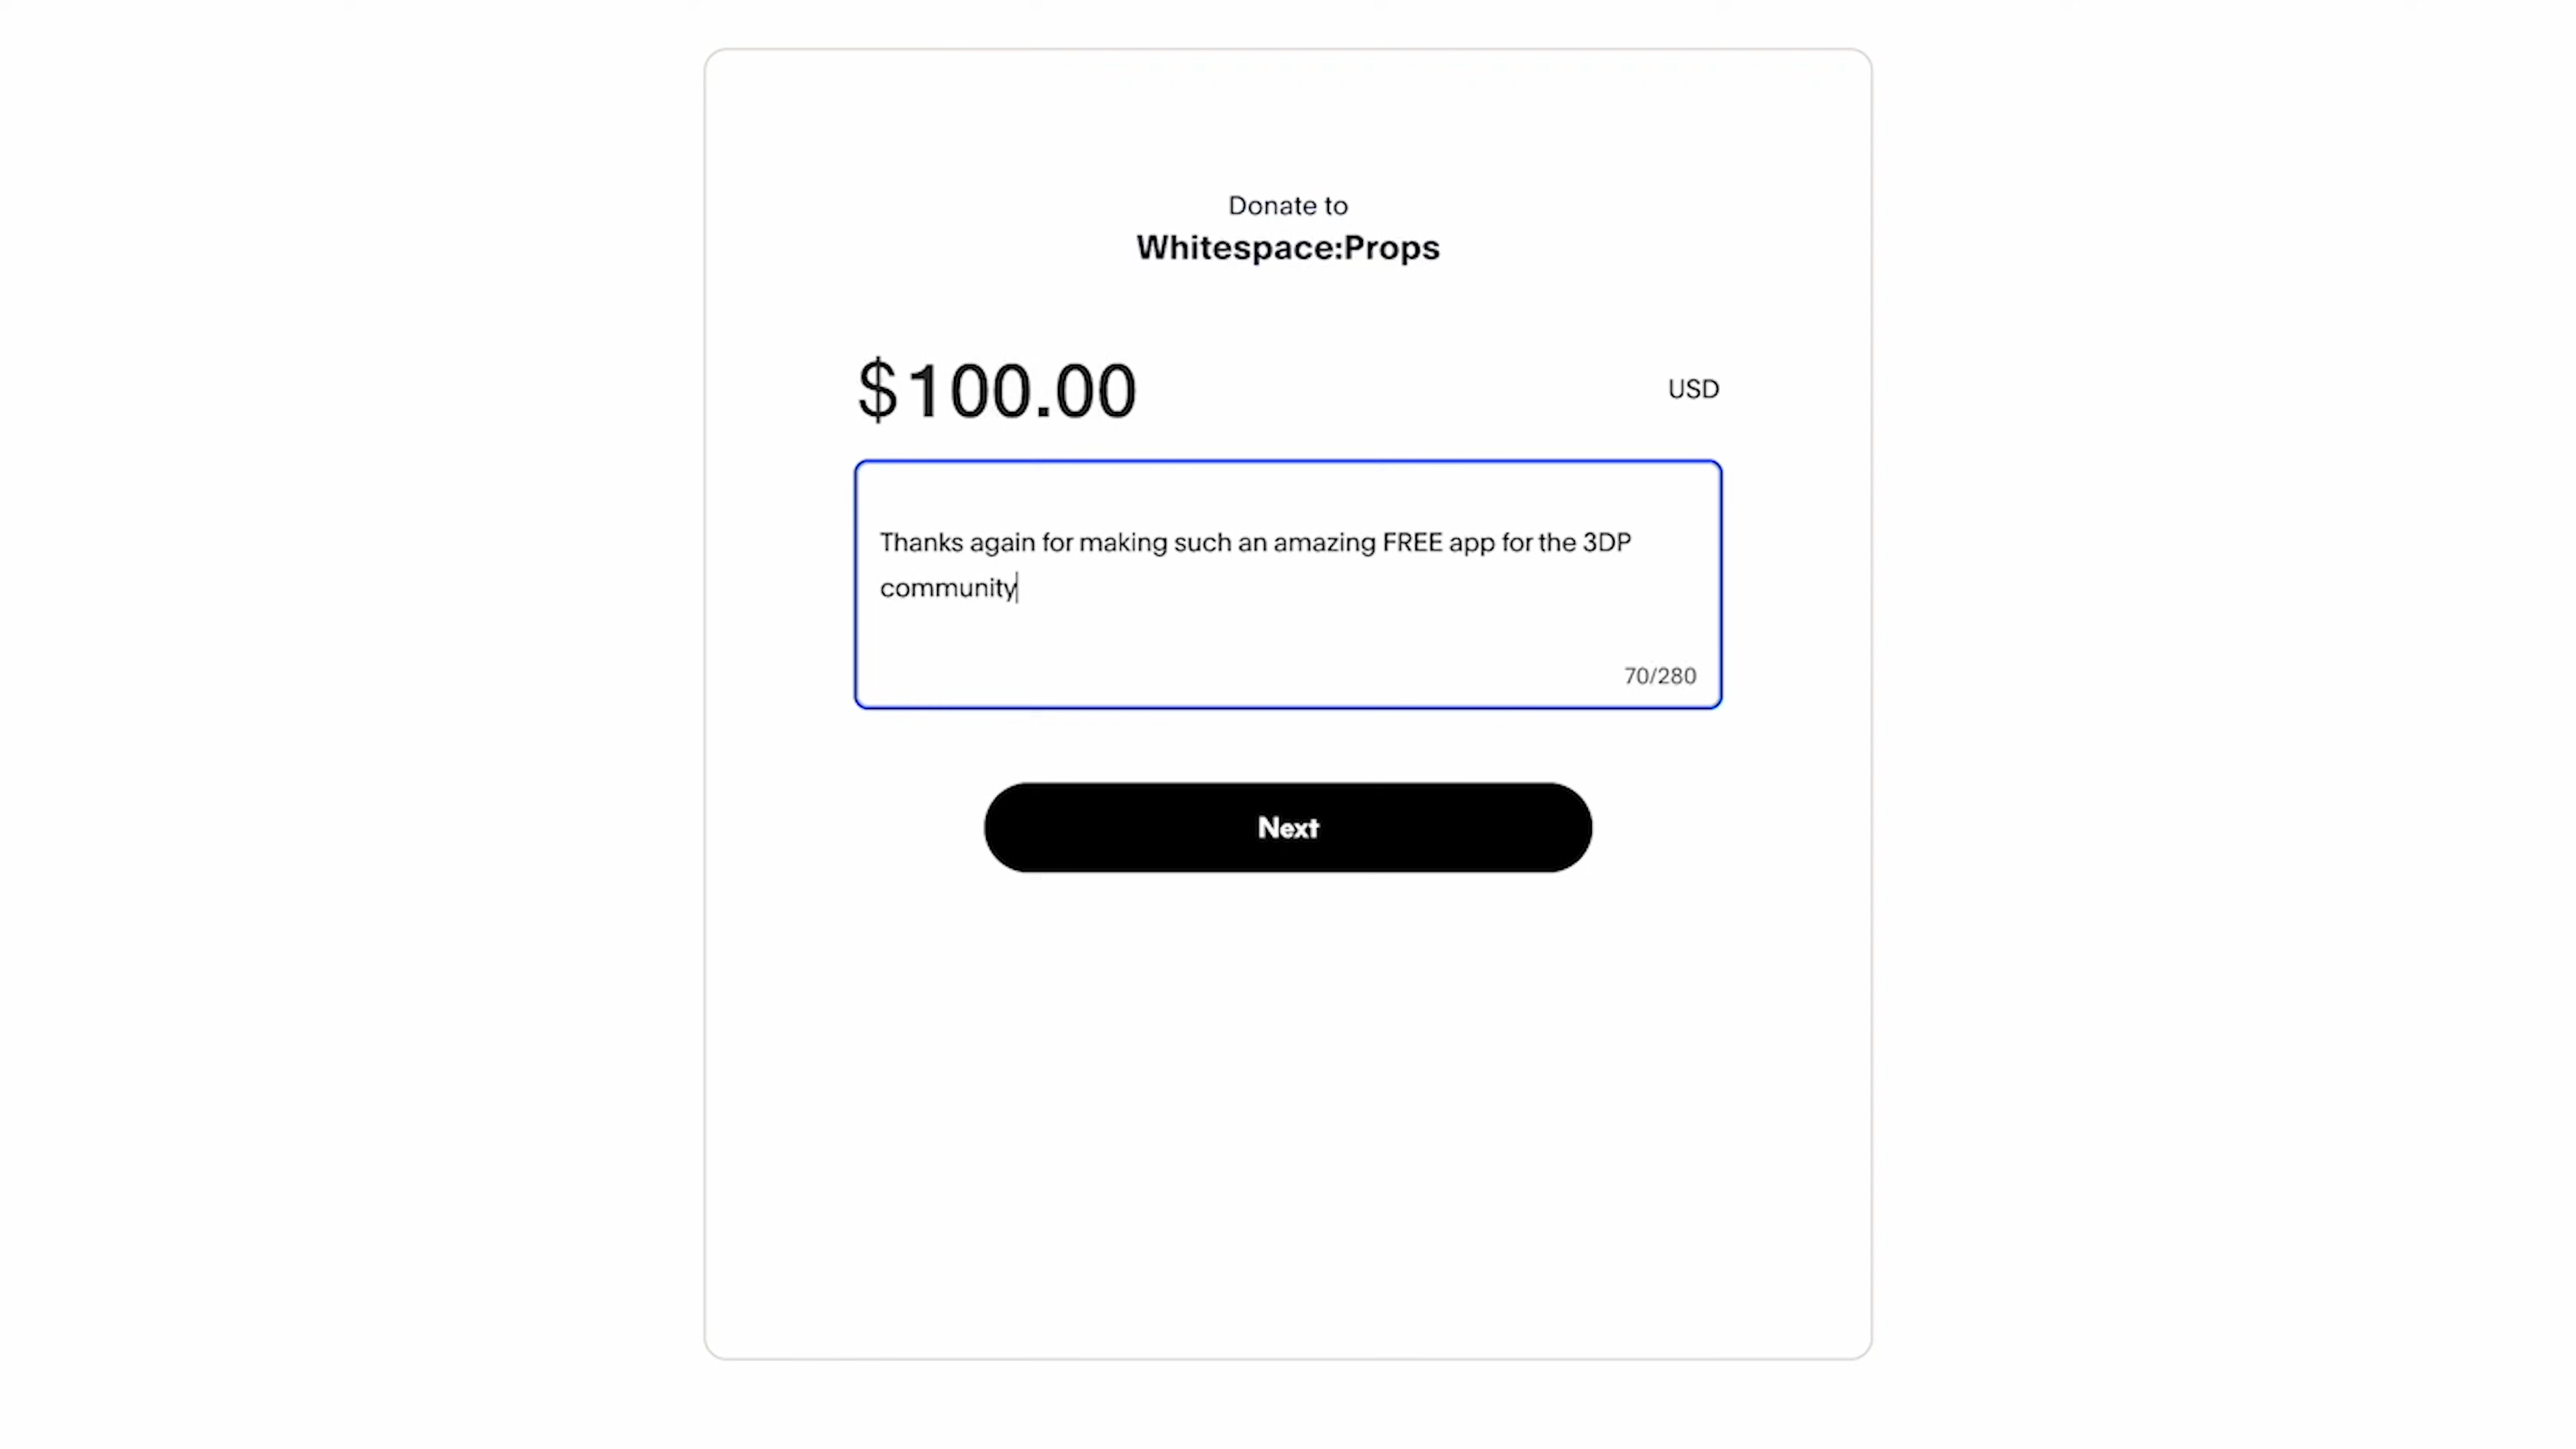 Donate to
Whitespace:Props
$100.00
USD
Thanks again for making such an amazing FREE app for the 3DP
community
70/280
Next